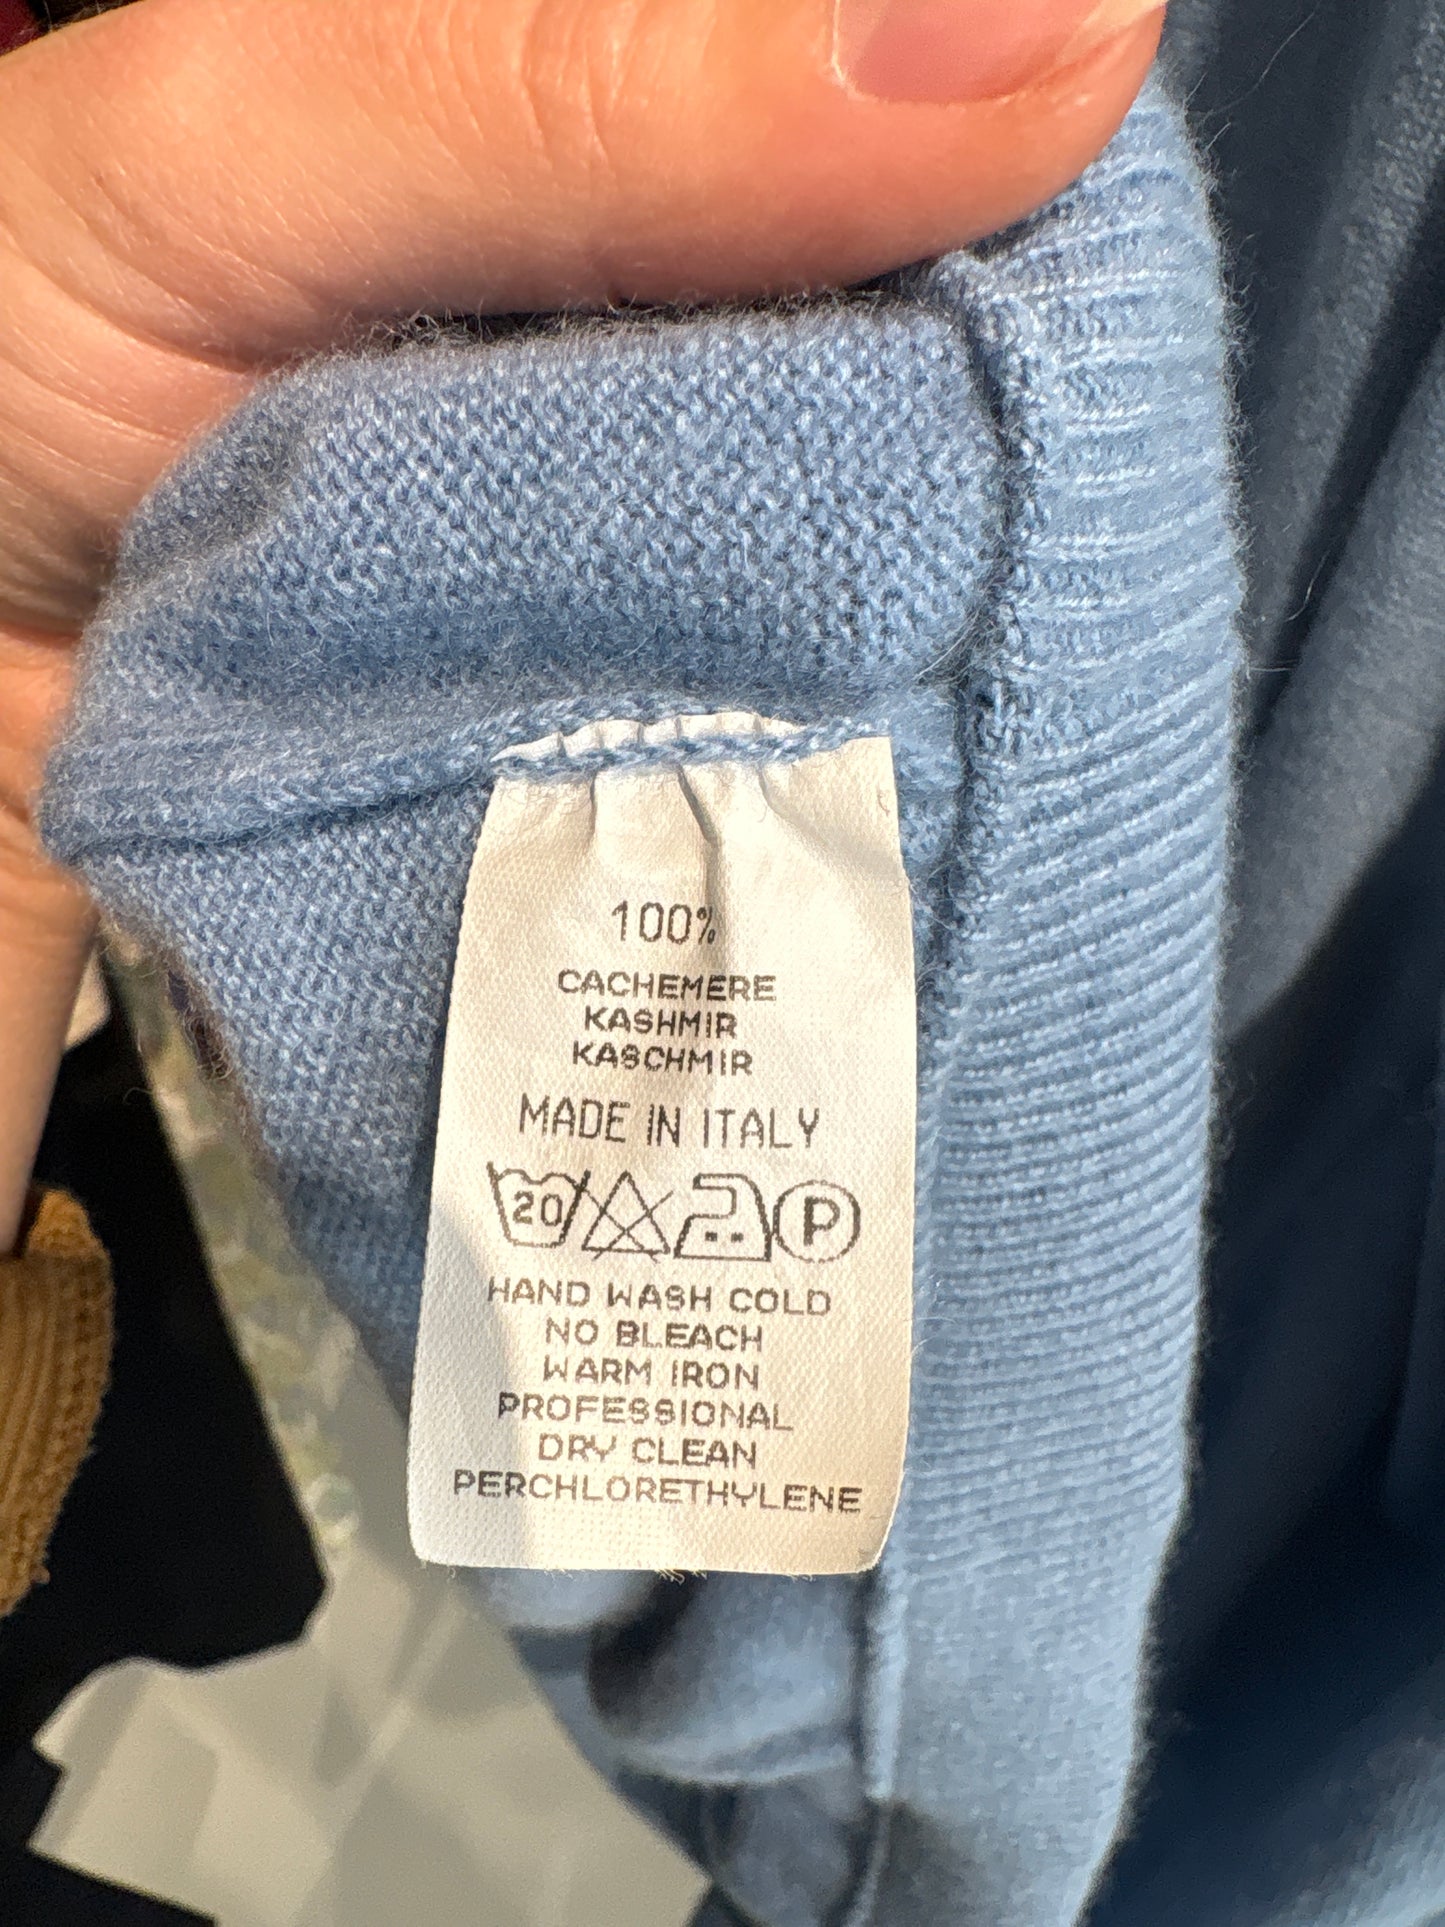 100%
CACHEMERE
KASHMIR
KASCHMIR
MADE IN ITALY
20 P
HAND WASH COLD
NO BLEACH
WARM IRON
PROFESSIONAL
DRY CLEAN
PERCHLORETHYLENE